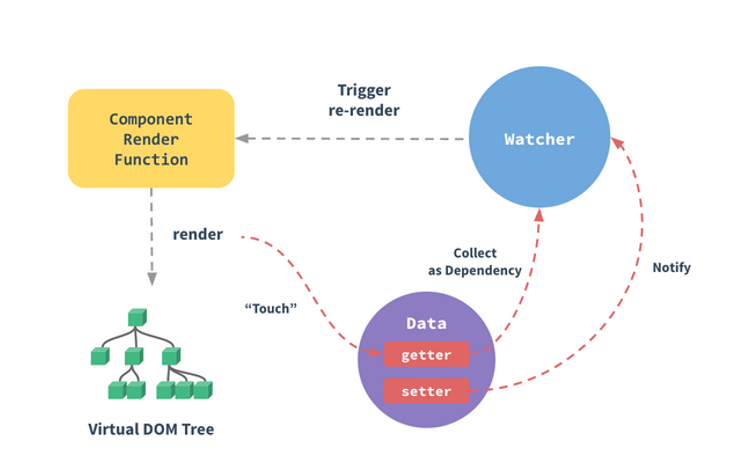 Trigger
re-render
Component
Render
Function
Watcher
render
Collect
as Dependency
Notify
“Touch”
Data
getter
setter
Virtual DOM Tree